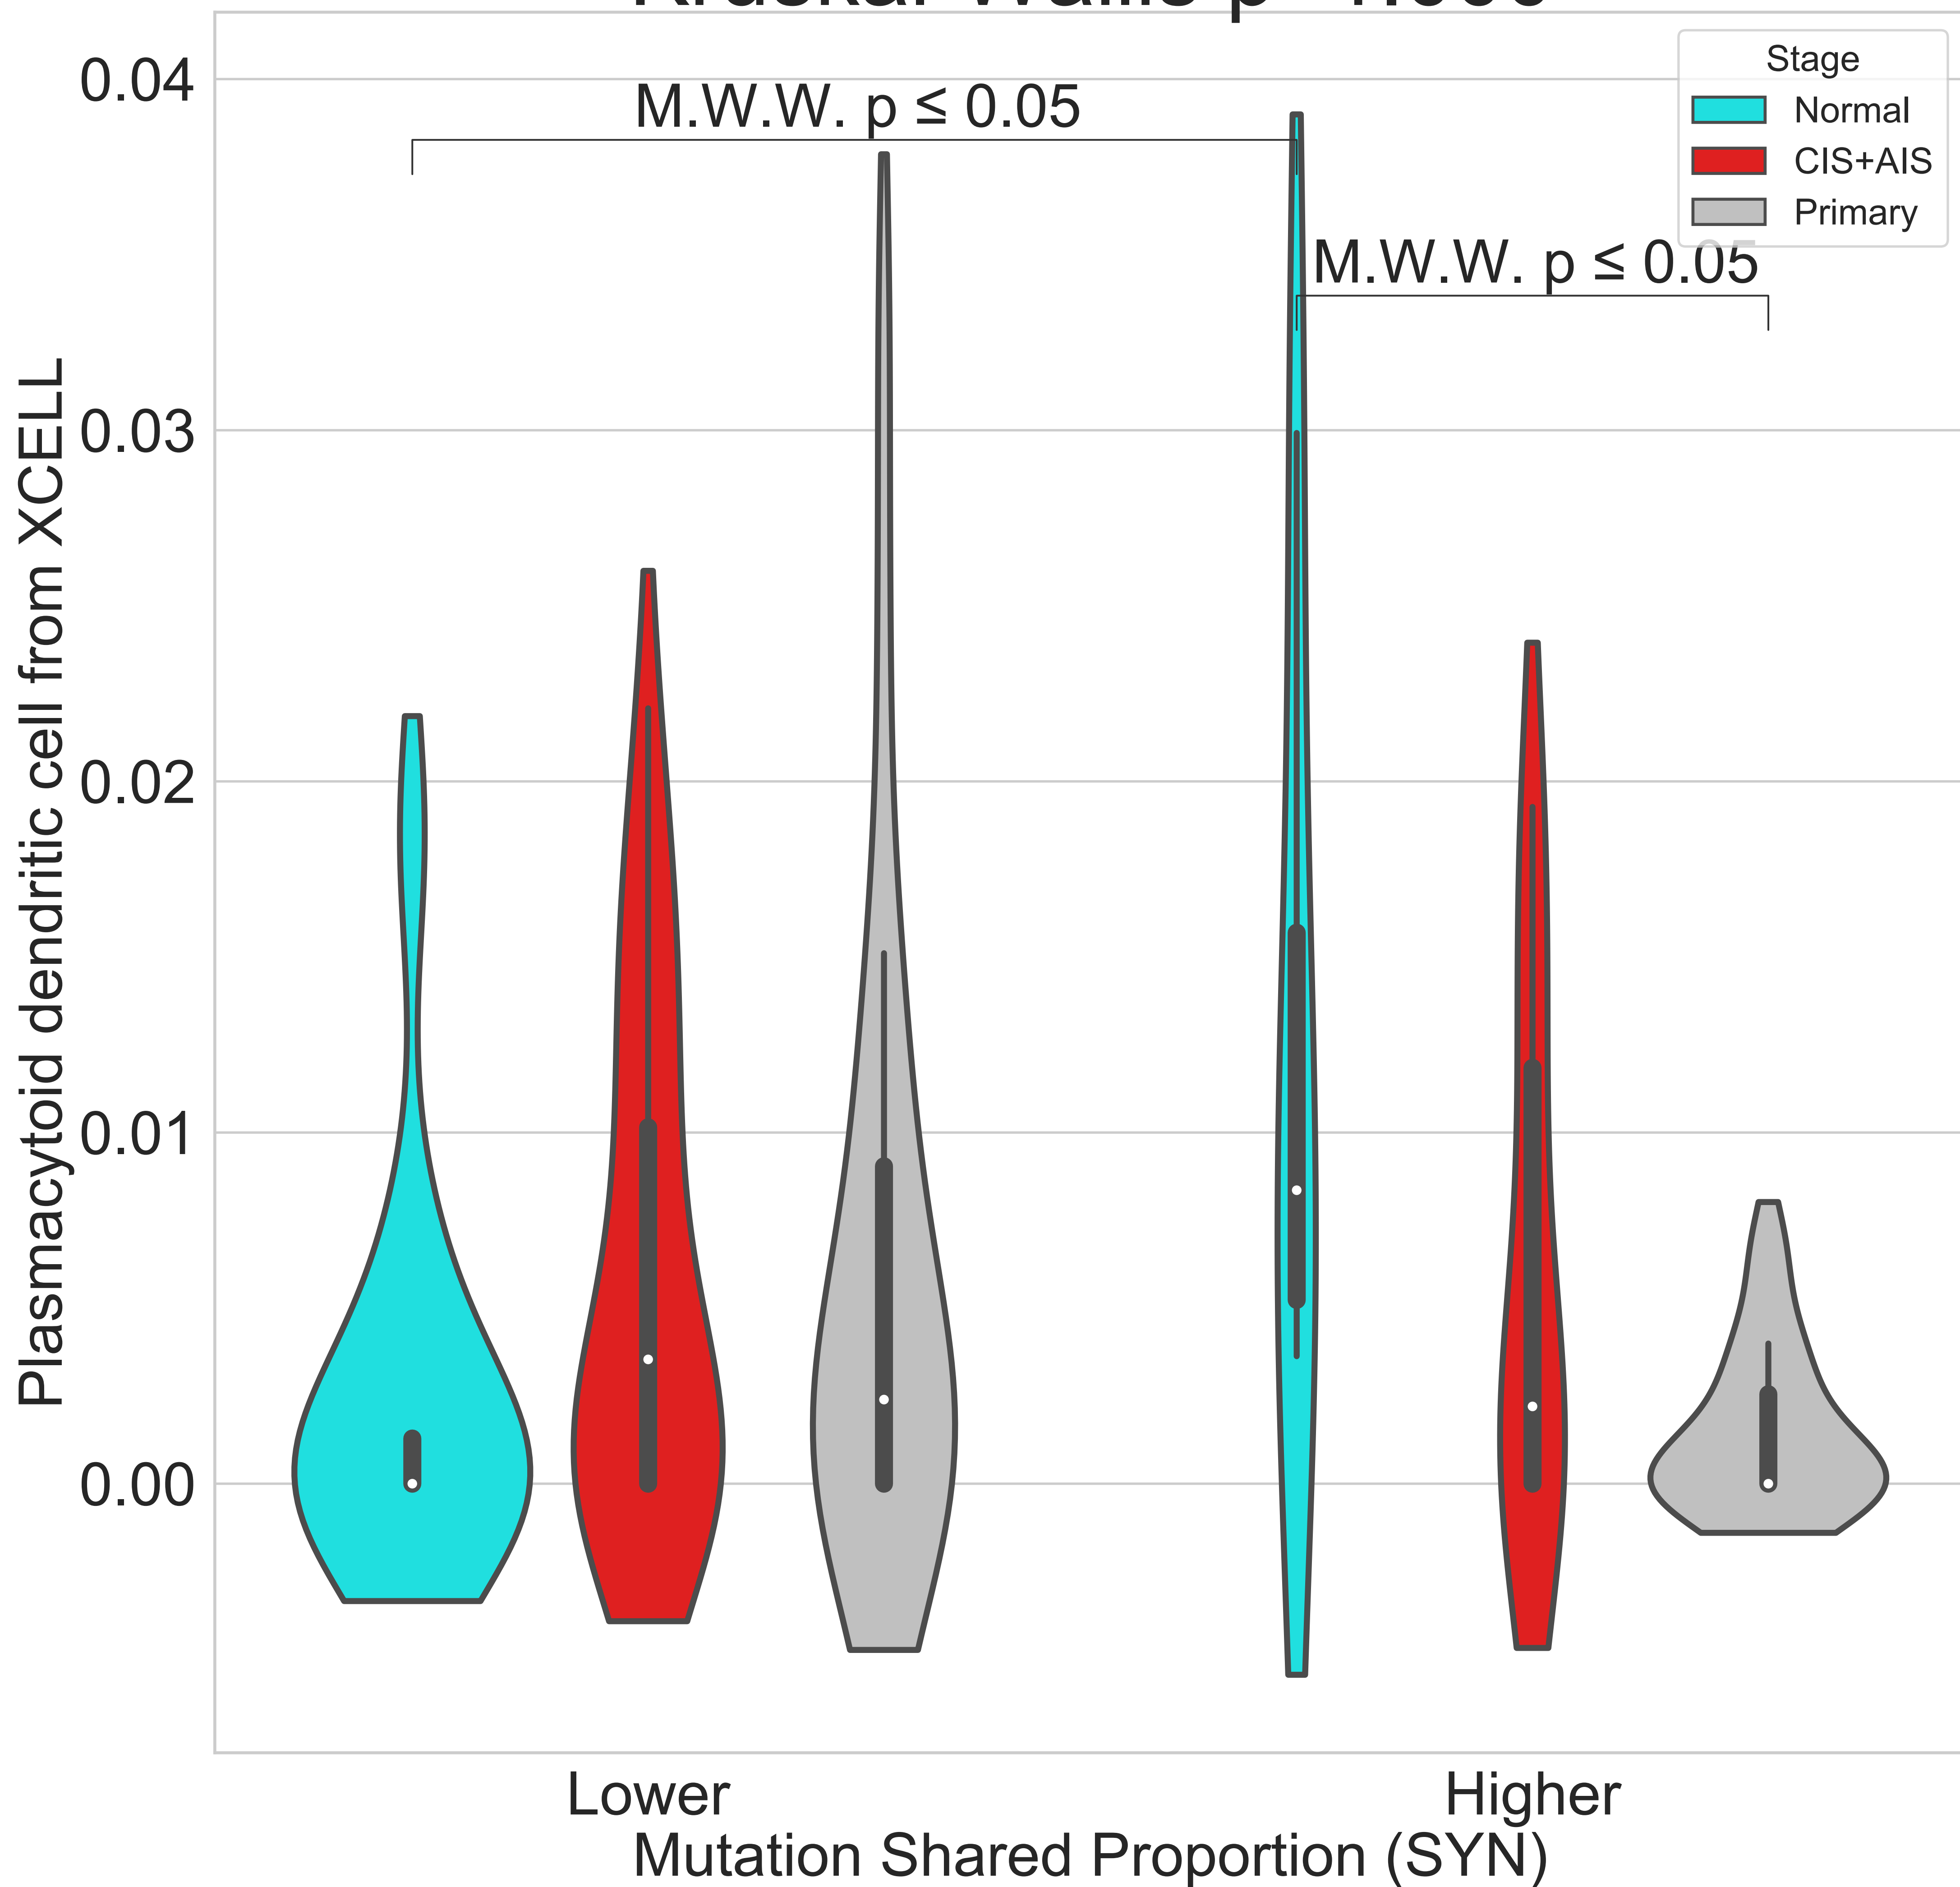 M.W.W. p ≤ 0.05
M.W.W. p ≤ 0.05
Stage
Normal
CIS+AIS
Primary
Plasmacytoid dendritic cell from XCELL
0.04
0.03
0.02
0.01
0.00
Lower
Higher
Mutation Shared Proportion (SYN)